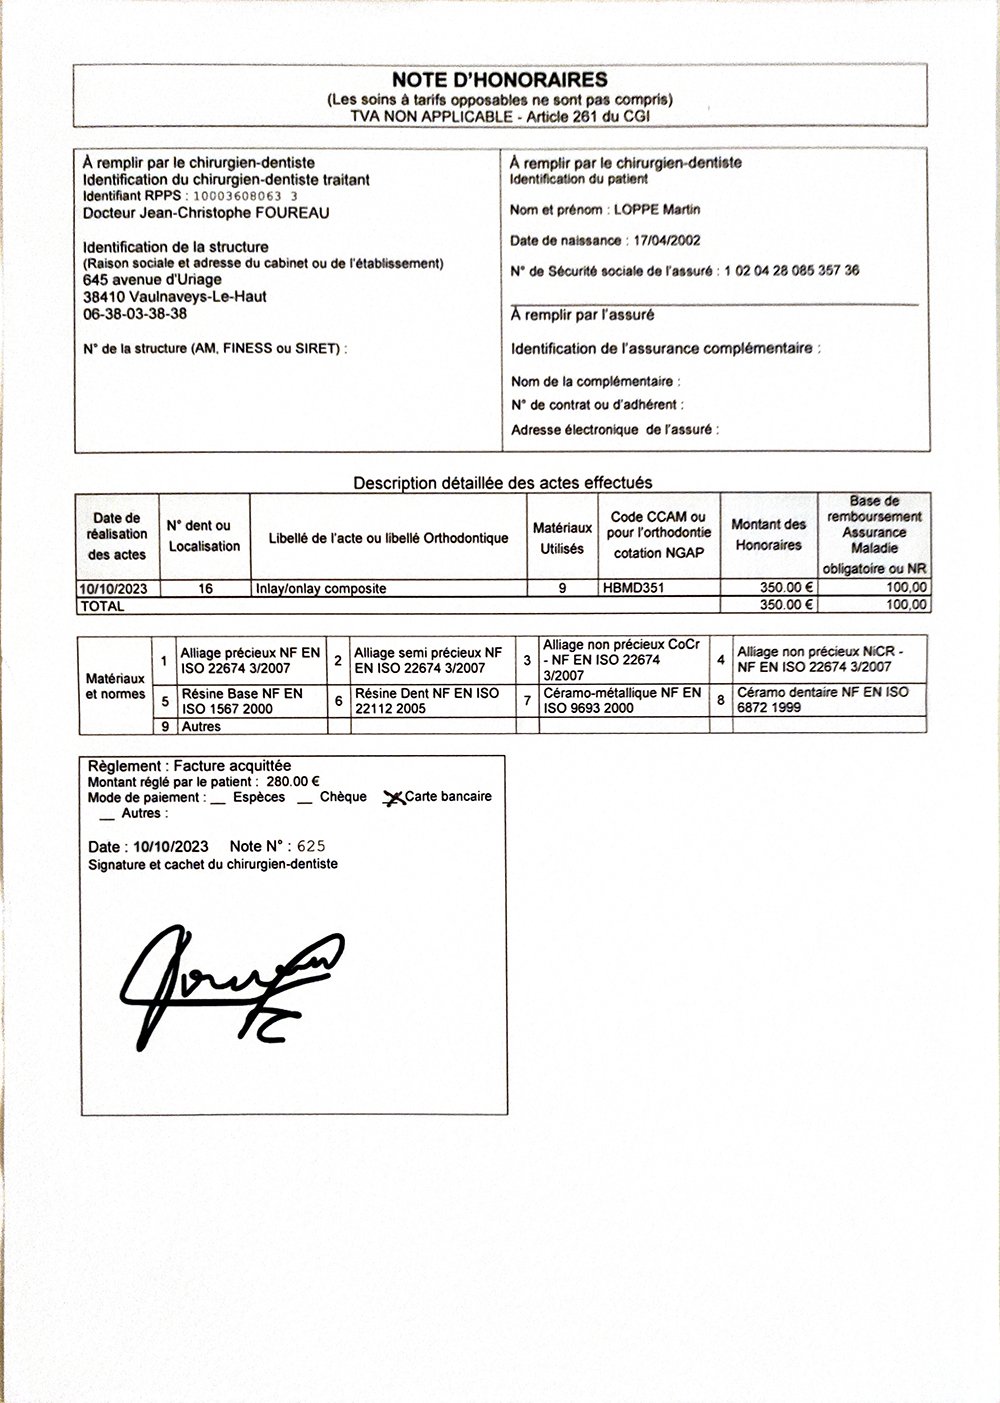 NOTE D'HONORAIRES
(Les soins à tarifs opposables ne sont pas compris)
TVA NON APPLICABLE - Article 261 du CGI
À remplir par le chirurgien-dentiste
Identification du chirurgien-dentiste traitant
Identifiant RPPS : 10003608063 3
Docteur Jean-Christophe FOUREAU
Identification de la structure
(Raison sociale et adresse du cabinet ou de l'établissement)
645 avenue d'Uriage
38410 Vaulnaveys-Le-Haut
06-38-03-38-38
N° de la structure (AM, FINESS ou SIRET) :
À remplir par le chirurgien-dentiste
Identification du patient
Nom et prénom : LOPPE Martin
Date de naissance : 17/04/2002
N° de Sécurité sociale de l'assuré : 1 02 04 28 085 357 36
À remplir par l'assuré
Identification de l'assurance complémentaire :
Nom de la complémentaire :
N° de contrat ou d'adhérent :
Adresse électronique de l'assuré :
Description détaillée des actes effectués
Date de réalisation des actes | N° dent ou Localisation | Libellé de l'acte ou libellé Orthodontique | Matériaux Utilisés | Code CCAM ou pour l'orthodontie cotation NGAP | Montant des Honoraires | Base de remboursement Assurance Maladie obligatoire ou NR
10/10/2023 | 16 | Inlay/onlay composite | 9 | HBMD351 | 350.00 € | 100,00
TOTAL | 350.00 € | 100,00
Matériaux et normes
1 Alliage précieux NF EN ISO 22674 3/2007
2 Alliage semi précieux NF EN ISO 22674 3/2007
3 Alliage non précieux CoCr - NF EN ISO 22674 3/2007
4 Alliage non précieux NiCR - NF EN ISO 22674 3/2007
5 Résine Base NF EN ISO 1567 2000
6 Résine Dent NF EN ISO 22112 2005
7 Céramo-métallique NF EN ISO 9693 2000
8 Céramo dentaire NF EN ISO 6872 1999
9 Autres
Règlement : Facture acquittée
Montant réglé par le patient : 280.00 €
Mode de paiement : __ Espèces __ Chèque X Carte bancaire
__ Autres :
Date : 10/10/2023 Note N° : 625
Signature et cachet du chirurgien-dentiste